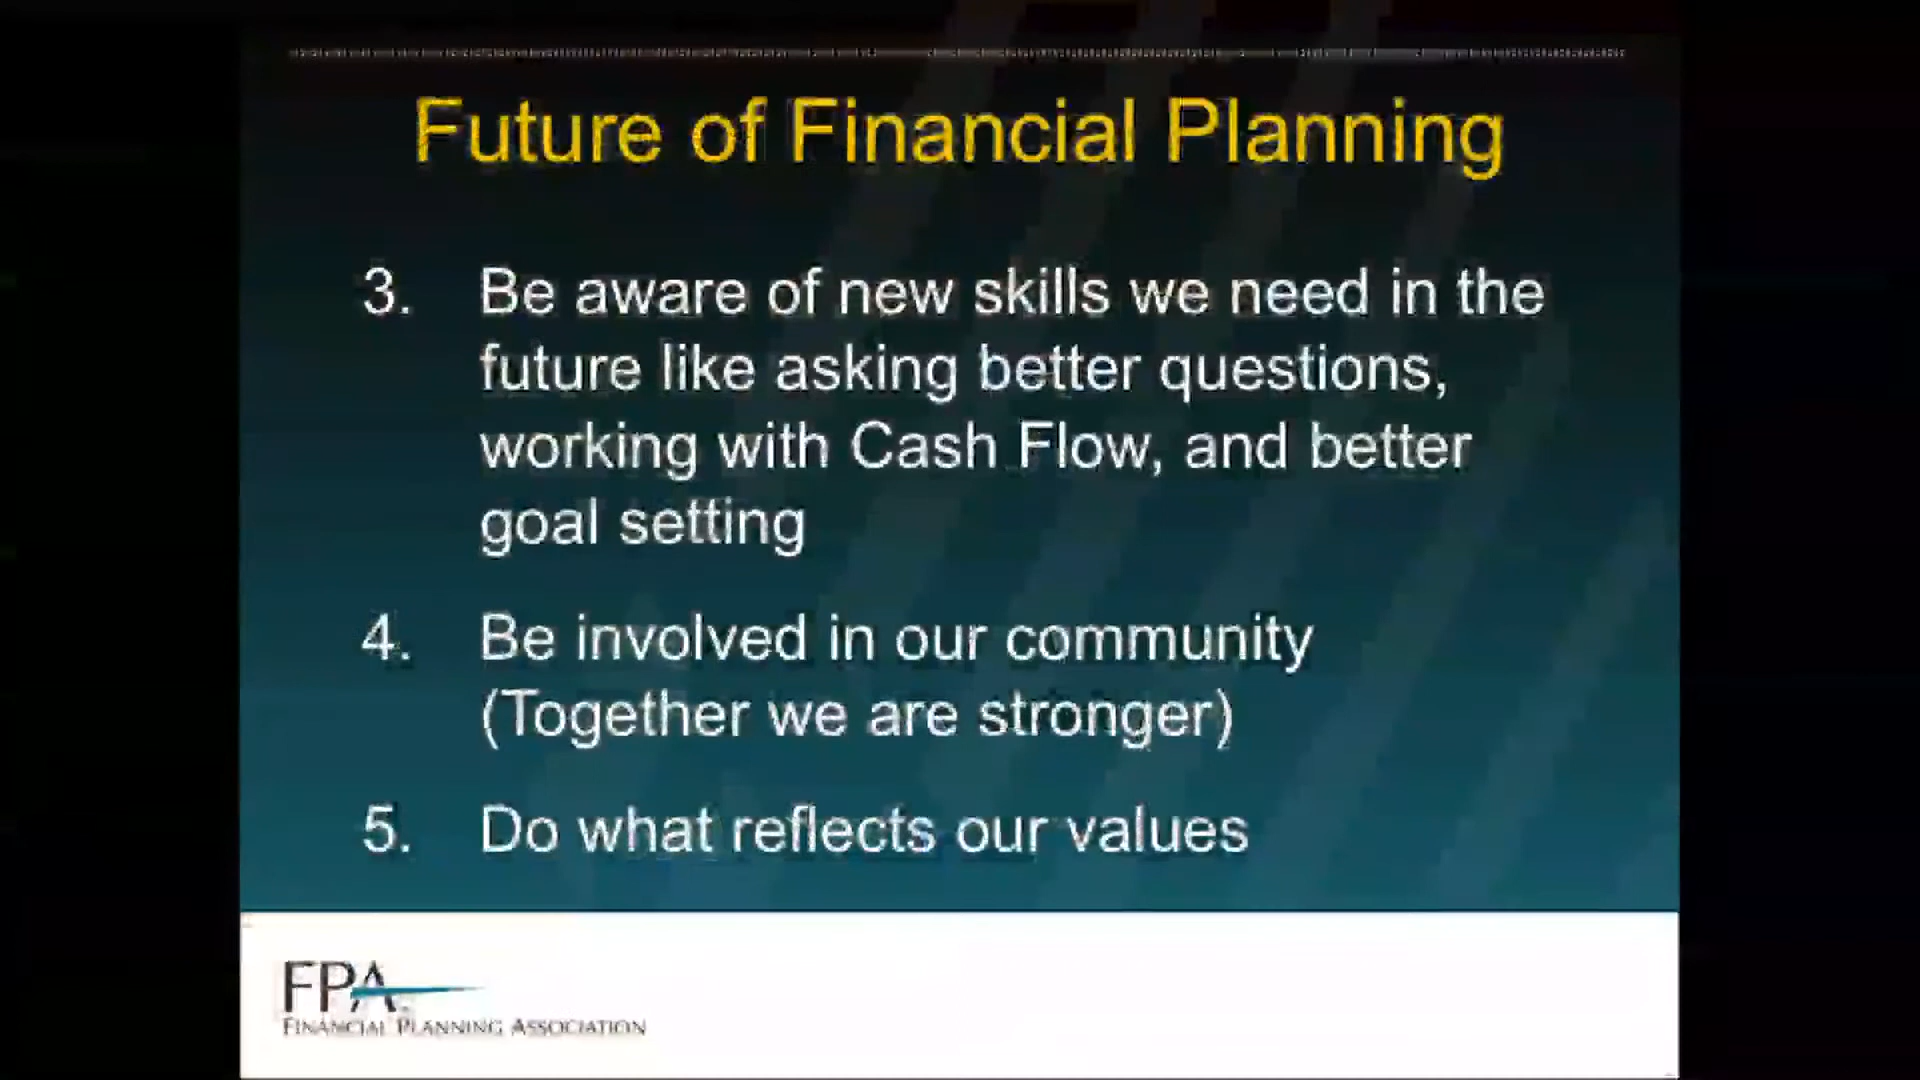 Future of Financial Planning
3. Be aware of new skills we need in the
future like asking better questions,
working with Cash Flow, and better
goal setting
4. Be involved in our community
(Together we are stronger)
5. Do what reflects our values
FPA
FINANCIAL PLANNING ASSOCIATION